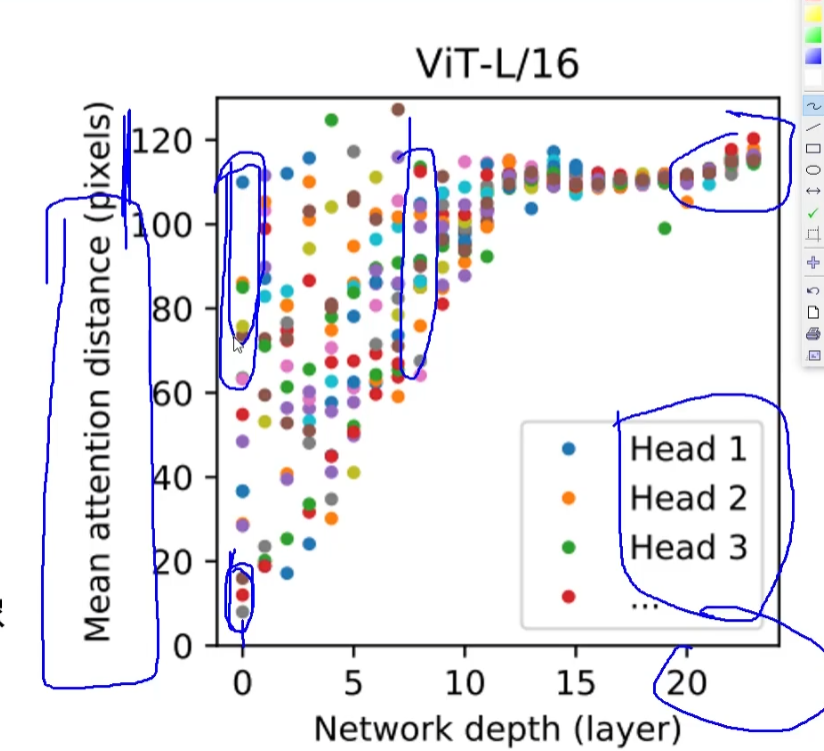 ViT-L/16
Mean attention distance (pixels)
120
100
80
60
40
20
0
Head 1
Head 2
Head 3
...
0 5 10 15 20
Network depth (layer)